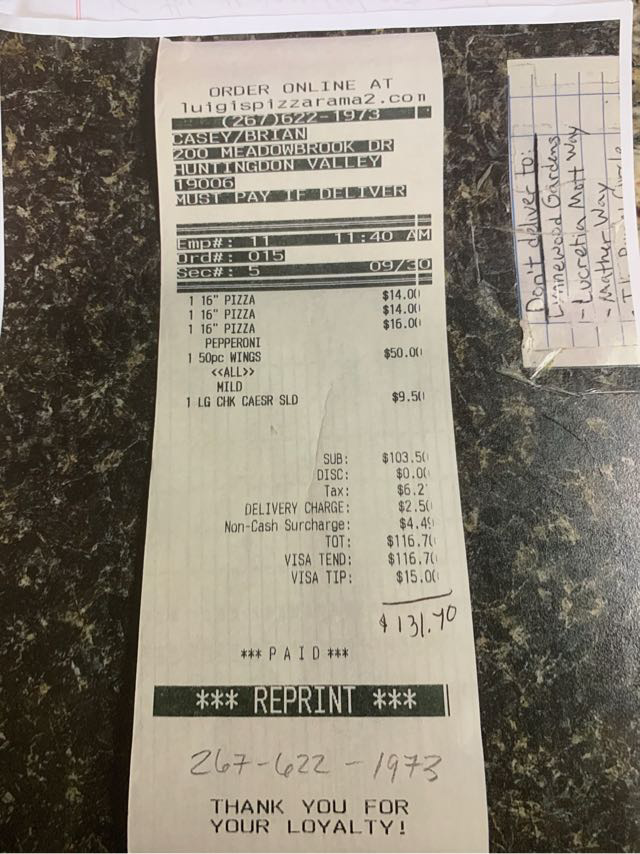 ORDER ONLINE AT
luigispizzarama2.com
(267)622-1973
CASEY/BRIAN
200 MEADOWBROOK DR
HUNTINGDON VALLEY
19006
MUST PAY IF DELIVER
Emp#: 11 11:40 AM
Ord#: 015
Sec#: 5 09/30
1 16" PIZZA $14.00
1 16" PIZZA $14.00
1 16" PIZZA $16.00
PEPPERONI
1 50pc WINGS $50.00
<<ALL>>
MILD
1 LG CHK CAESR SLD $9.50
SUB: $103.50
DISC: $0.00
Tax: $6.2
DELIVERY CHARGE: $2.50
Non-Cash Surcharge: $4.49
TOT: $116.70
VISA TEND: $116.70
VISA TIP: $15.00
$131.70
*** PAID ***
*** REPRINT ***
267-622-1973
THANK YOU FOR
YOUR LOYALTY!
Don't deliver to:
Lynnewood Gardens
- Lucretia Mott Way
- Mather Way